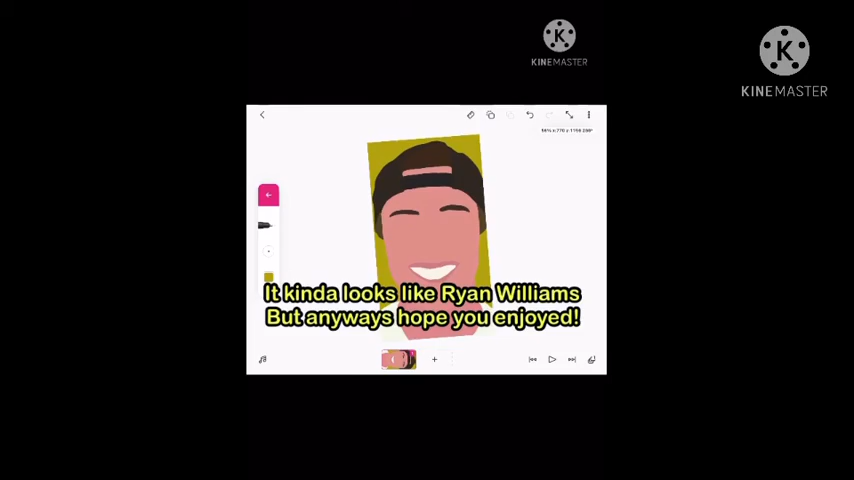 KINEMASTER
KINEMASTER
It kinda looks like Ryan Williams
But anyways hope you enjoyed!